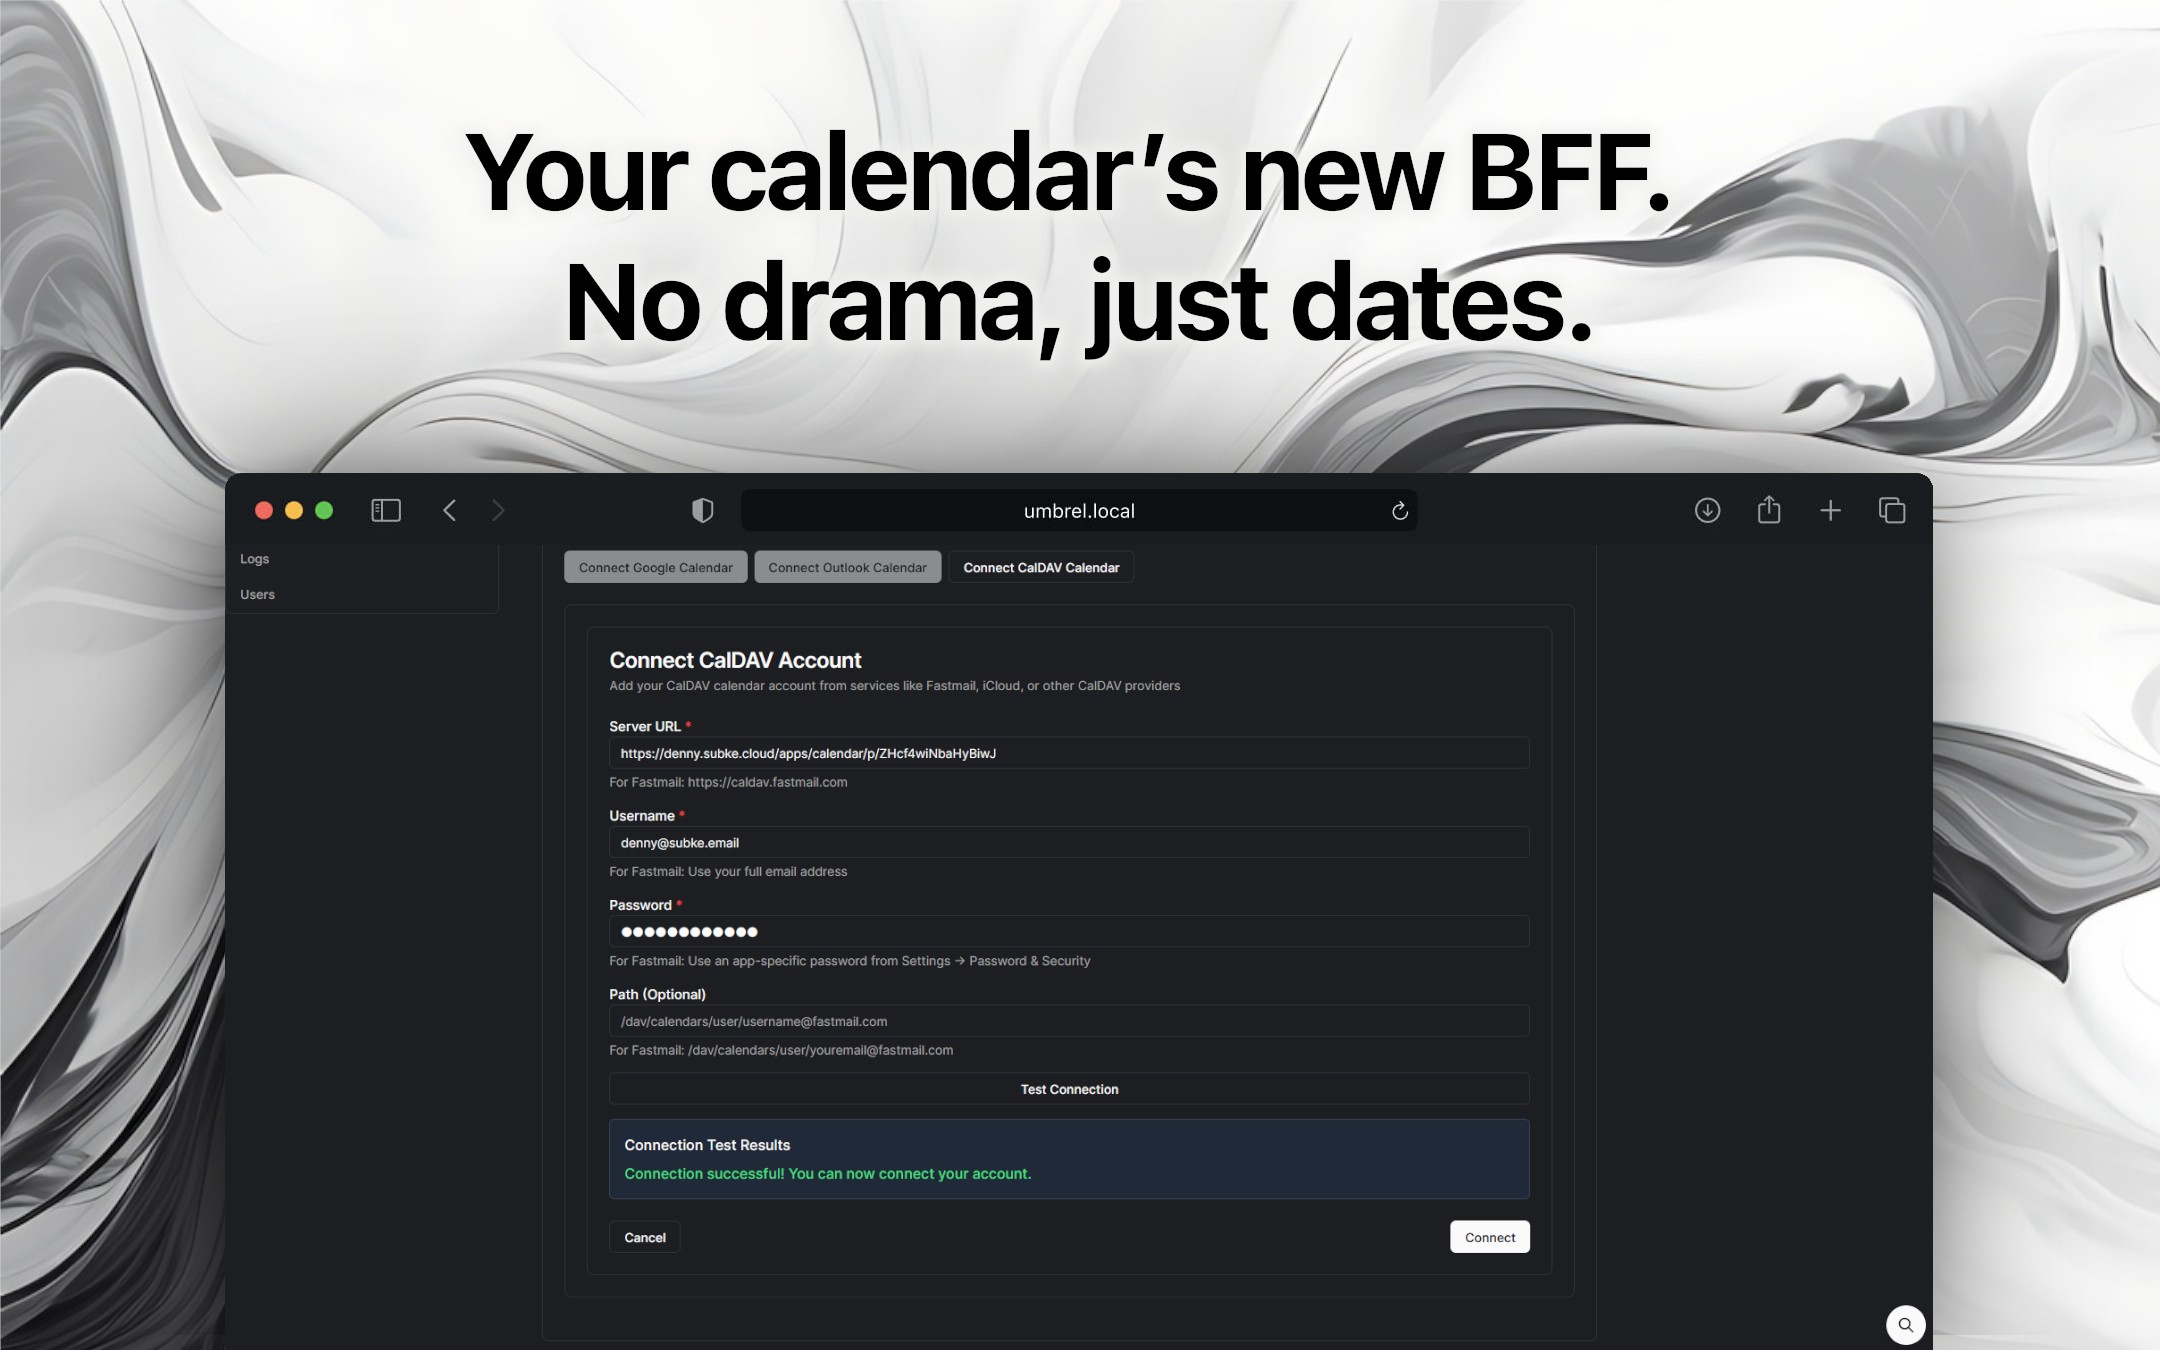 Your calendar’s new BFF.
No drama, just dates.
umbrel.local
Logs
Users
Connect Google Calendar
Connect Outlook Calendar
Connect CalDAV Calendar
Connect CalDAV Account
Add your CalDAV calendar account from services like Fastmail, iCloud, or other CalDAV providers
Server URL *
https://denny.subke.cloud/apps/calendar/p/ZHcf4wiNbaHyBiwJ
For Fastmail: https://caldav.fastmail.com
Username *
denny@subke.email
For Fastmail: Use your full email address
Password *
●●●●●●●●●●●●
For Fastmail: Use an app-specific password from Settings → Password & Security
Path (Optional)
/dav/calendars/user/username@fastmail.com
For Fastmail: /dav/calendars/user/youremail@fastmail.com
Test Connection
Connection Test Results
Connection successful! You can now connect your account.
Cancel
Connect